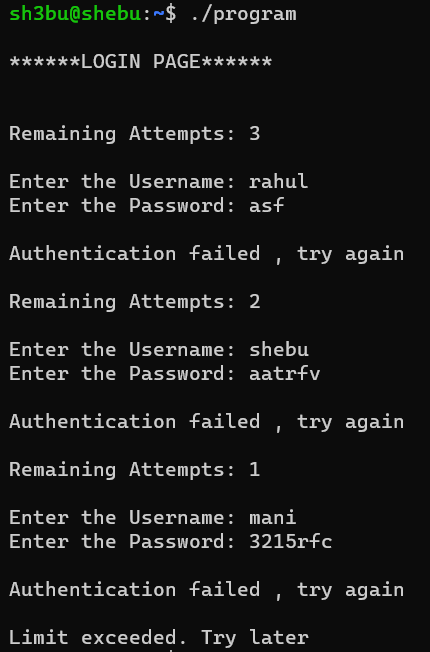 sh3bu@shebu:~$ ./program
******LOGIN PAGE******
Remaining Attempts: 3
Enter the Username: rahul
Enter the Password: asf
Authentication failed , try again
Remaining Attempts: 2
Enter the Username: shebu
Enter the Password: aatrfv
Authentication failed , try again
Remaining Attempts: 1
Enter the Username: mani
Enter the Password: 3215rfc
Authentication failed , try again
Limit exceeded. Try later